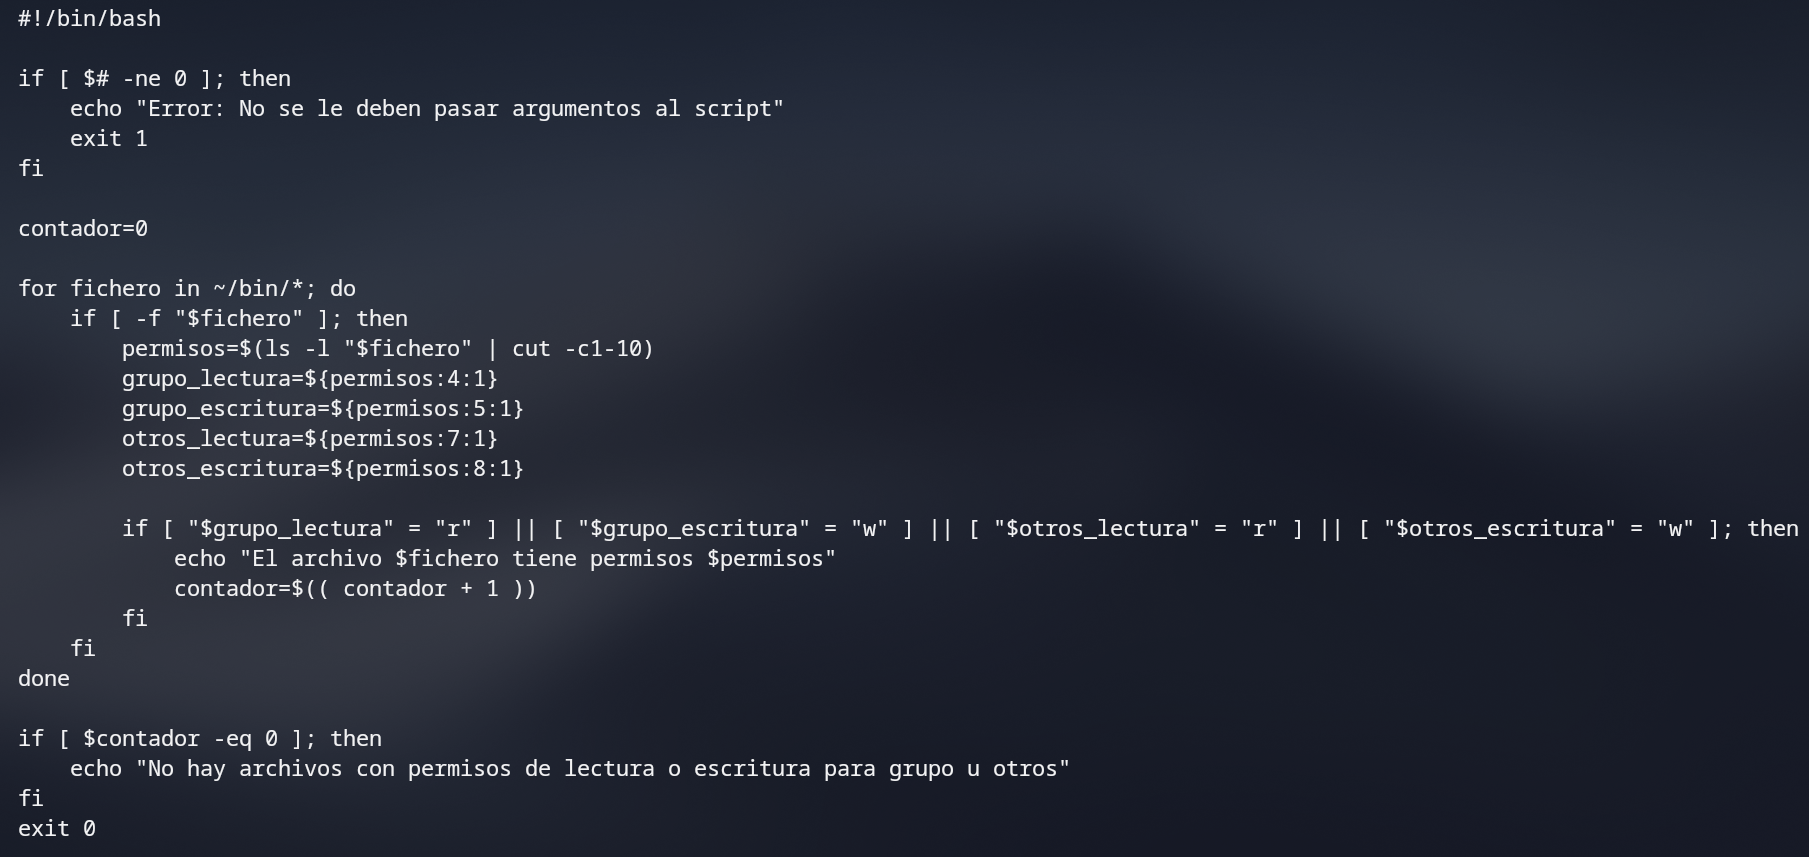 #!/bin/bash

if [ $# -ne 0 ]; then
    echo "Error: No se le deben pasar argumentos al script"
    exit 1
fi

contador=0

for fichero in ~/bin/*; do
    if [ -f "$fichero" ]; then
        permisos=$(ls -l "$fichero" | cut -c1-10)
        grupo_lectura=${permisos:4:1}
        grupo_escritura=${permisos:5:1}
        otros_lectura=${permisos:7:1}
        otros_escritura=${permisos:8:1}

        if [ "$grupo_lectura" = "r" ] || [ "$grupo_escritura" = "w" ] || [ "$otros_lectura" = "r" ] || [ "$otros_escritura" = "w" ]; then
            echo "El archivo $fichero tiene permisos $permisos"
            contador=$(( contador + 1 ))
        fi
    fi
done

if [ $contador -eq 0 ]; then
    echo "No hay archivos con permisos de lectura o escritura para grupo u otros"
fi
exit 0